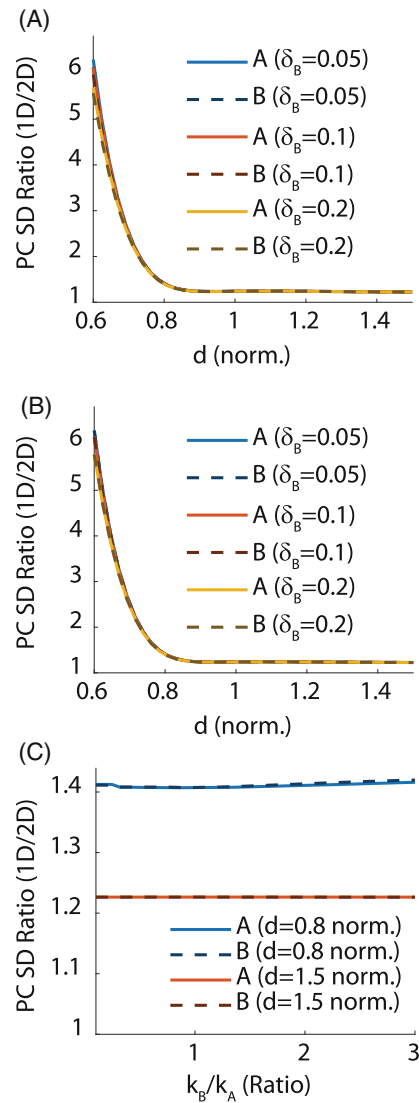 (A)
PC SD Ratio (1D/2D)
6
5
4
3
2
1
0.6 0.8 1 1.2 1.4
d (norm.)
A (δB=0.05)
B (δB=0.05)
A (δB=0.1)
B (δB=0.1)
A (δB=0.2)
B (δB=0.2)
(B)
PC SD Ratio (1D/2D)
6
5
4
3
2
1
0.6 0.8 1 1.2 1.4
d (norm.)
A (δB=0.05)
B (δB=0.05)
A (δB=0.1)
B (δB=0.1)
A (δB=0.2)
B (δB=0.2)
(C)
PC SD Ratio (1D/2D)
1.4
1.3
1.2
1.1
1
A (d=0.8 norm.)
B (d=0.8 norm.)
A (d=1.5 norm.)
B (d=1.5 norm.)
1 2 3
kB/kA (Ratio)